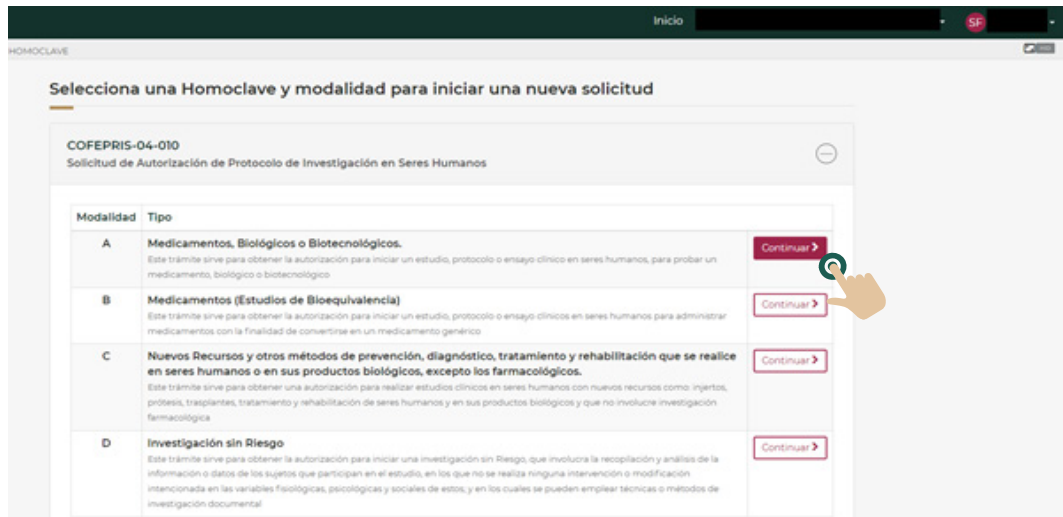 Inicio
SF
HOMOCLAVE
Selecciona una Homoclave y modalidad para iniciar una nueva solicitud
COFEPRIS-04-010
Solicitud de Autorización de Protocolo de Investigación en Seres Humanos
Modalidad Tipo
A Medicamentos, Biológicos o Biotecnológicos. Continuar
Este trámite sirve para obtener la autorización para iniciar un estudio, protocolo o ensayo clínico en seres humanos, para probar un
medicamento, biológico o biotecnológico
B Medicamentos (Estudios de Bioequivalencia) Continuar
Este trámite sirve para obtener la autorización para iniciar un estudio, protocolo o ensayo clínicos en seres humanos para administrar
medicamentos con la finalidad de convertirse en un medicamento genérico
C Nuevos Recursos y otros métodos de prevención, diagnóstico, tratamiento y rehabilitación que se realice Continuar
en seres humanos o en sus productos biológicos, excepto los farmacológicos.
Este trámite sirve para obtener una autorización para realizar estudios clínicos en seres humanos con nuevos recursos como: injertos,
prótesis, trasplantes, tratamiento y rehabilitación de seres humanos y en sus productos biológicos y que no involucre investigación
farmacológica
D Investigación sin Riesgo Continuar
Este trámite sirve para obtener la autorización para iniciar una investigación sin Riesgo, que involucra la recopilación y análisis de la
información o datos de los sujetos que participan en el estudio, en los que no se realiza ninguna intervención o modificación
intencionada en las variables fisiológicas, psicológicas y sociales de estos; y en los cuales se pueden emplear técnicas o métodos de
investigación documental